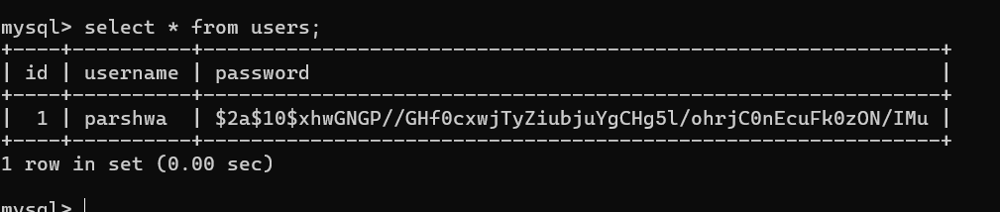 mysql> select * from users;
+----+----------+--------------------------------------------------------------+
| id | username | password                                                     |
+----+----------+--------------------------------------------------------------+
|  1 | parshwa  | $2a$10$xhwGNGP//GHf0cxwjTyZiubjuYgCHg5l/ohrjC0nEcuFk0zON/IMu |
+----+----------+--------------------------------------------------------------+
1 row in set (0.00 sec)
mysql>